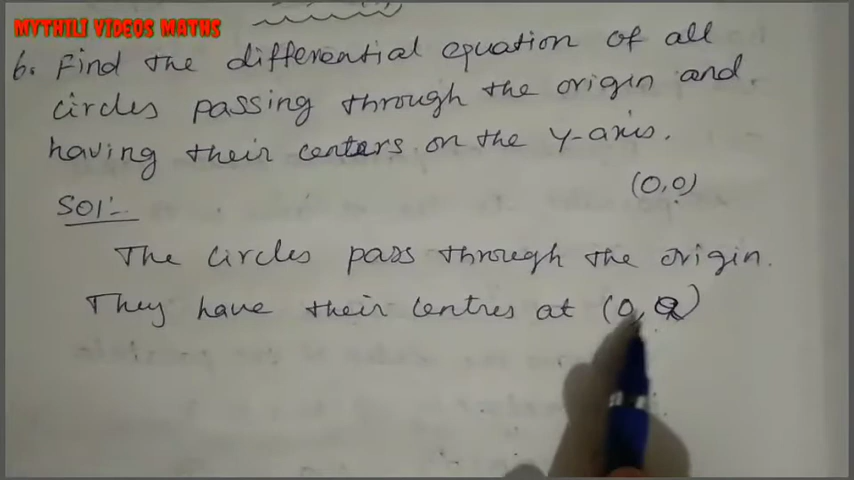 MYTHILI VIDEOS MATHS
6. Find the differential equation of all
circles passing through the origin and
having their centers on the Y-axis.
(0,0)
Sol:-
The circles pass through the origin.
They have their centres at (0, a)